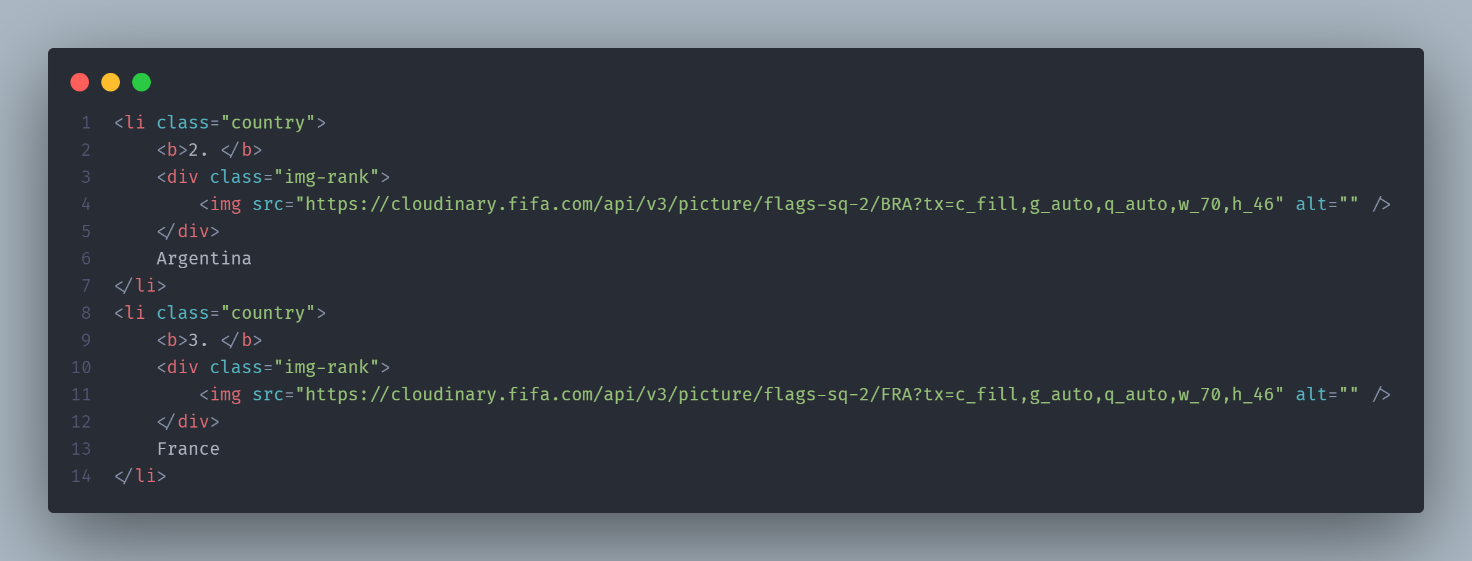 1 <li class="country">
2     <b>2. </b>
3     <div class="img-rank">
4         <img src="https://cloudinary.fifa.com/api/v3/picture/flags-sq-2/BRA?tx=c_fill,g_auto,q_auto,w_70,h_46" alt="" />
5     </div>
6     Argentina
7 </li>
8 <li class="country">
9     <b>3. </b>
10     <div class="img-rank">
11         <img src="https://cloudinary.fifa.com/api/v3/picture/flags-sq-2/FRA?tx=c_fill,g_auto,q_auto,w_70,h_46" alt="" />
12     </div>
13     France
14 </li>